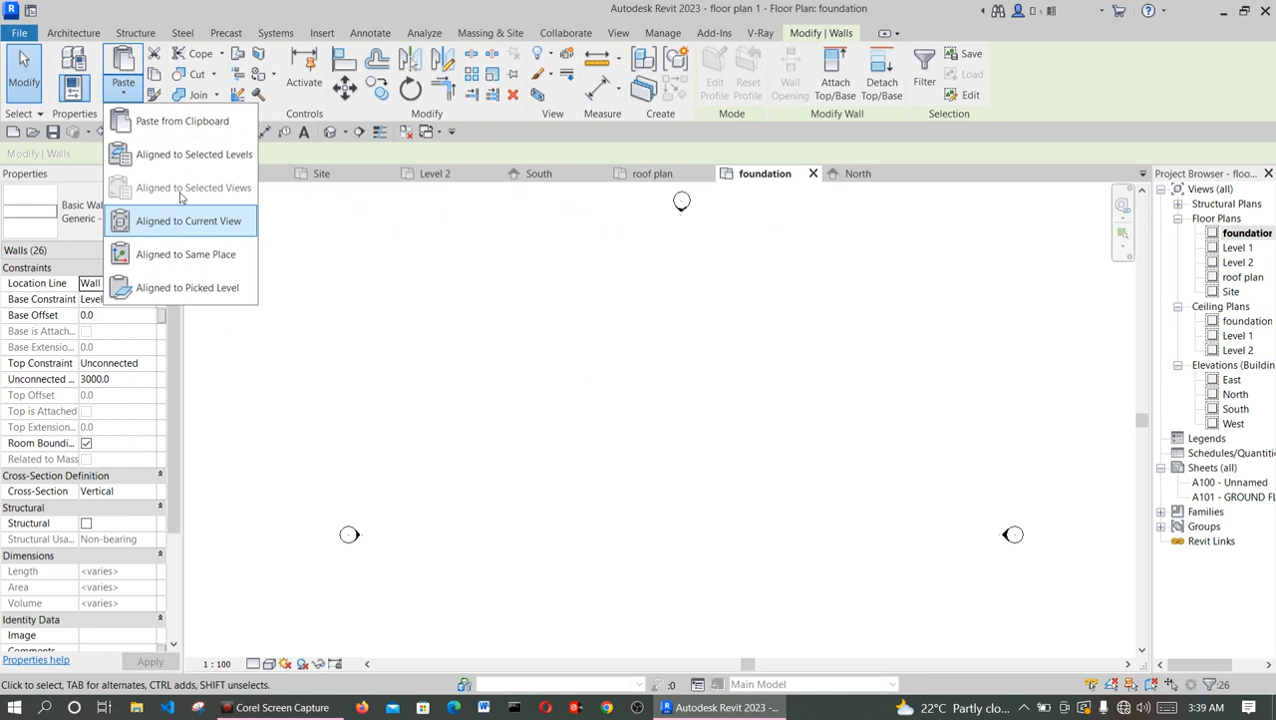 Autodesk Revit 2023 - floor plan 1 - Floor Plan: foundation
File Architecture Structure Steel Precast Systems Insert Annotate Analyze Massing & Site Collaborate View Manage Add-Ins V-Ray Modify | Walls
Modify Paste Cope Cut Join Activate Edit Profile Reset Profile Wall Opening Attach Top/Base Detach Top/Base Filter Save Load Edit
Select Properties Controls Modify View Measure Create Mode Modify Wall Selection
Paste from Clipboard
Aligned to Selected Levels
Aligned to Selected Views
Aligned to Current View
Aligned to Same Place
Aligned to Picked Level
Modify | Walls
Site Level 2 South roof plan foundation North
Properties
Basic Wal
Generic -
Walls (26)
Constraints
Location Line Wall
Base Constraint Level
Base Offset 0.0
Base is Attach...
Base Extensio... 0.0
Top Constraint Unconnected
Unconnected ... 3000.0
Top Offset 0.0
Top is Attached
Top Extension... 0.0
Room Boundi...
Related to Mass
Cross-Section Definition
Cross-Section Vertical
Structural
Structural
Structural Usa... Non-bearing
Dimensions
Length <varies>
Area <varies>
Volume <varies>
Identity Data
Image
Comments
Properties help Apply
Project Browser - floo...
Views (all)
Structural Plans
Floor Plans
foundation
Level 1
Level 2
roof plan
Site
Ceiling Plans
foundation
Level 1
Level 2
Elevations (Buildin
East
North
South
West
Legends
Schedules/Quantiti
Sheets (all)
A100 - Unnamed
A101 - GROUND FL
Families
Groups
Revit Links
1 : 100
Click to select, TAB for alternates, CTRL adds, SHIFT unselects. :0 Main Model :26
Corel Screen Capture Autodesk Revit 2023 -... 22°C Partly clo... 3:39 AM